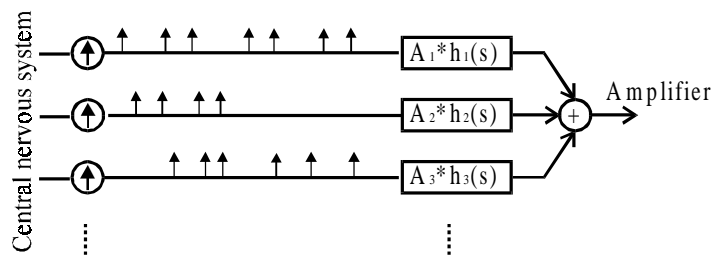 Central nervous system
A₁*h₁(s)
Amplifier
A₂*h₂(s)
+
A₃*h₃(s)